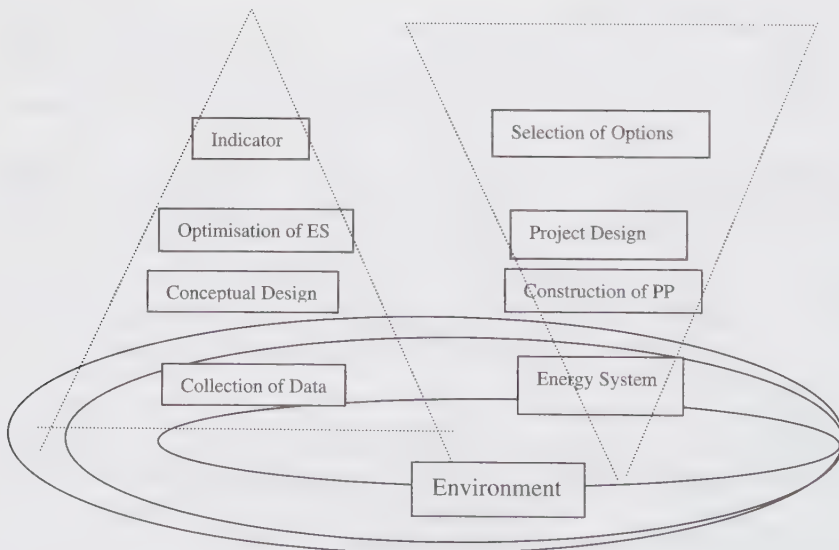 Indicator
Selection of Options
Optimisation of ES
Project Design
Conceptual Design
Construction of PP
Collection of Data
Energy System
Environment